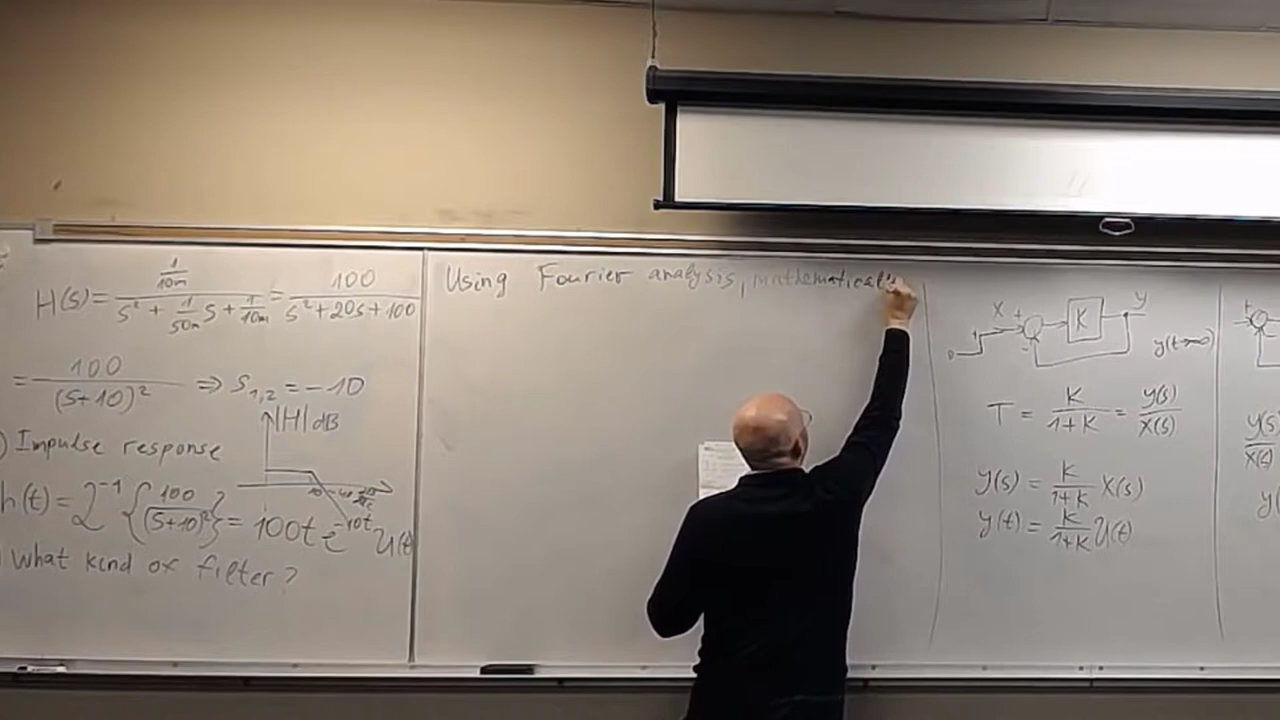 H(s) = (1/10m) / (s² + (1/50m)s + 1/10m) = 100 / (s² + 20s + 100)
= 100 / (s+10)² ⇒ s₁,₂ = -10
|H| dB
) Impulse response
h(t) = ℒ⁻¹ {100 / (s+10)²} = 100t e^(-10t) u(t)
What kind of filter?
Using Fourier analysis, mathematically
X + - K y
y(t→∞)
T = K / (1+K) = y(s) / X(s)
y(s) = K / (1+K) X(s)
y(t) = K / (1+K) u(t)
+
-
y(s / X(s)
y(